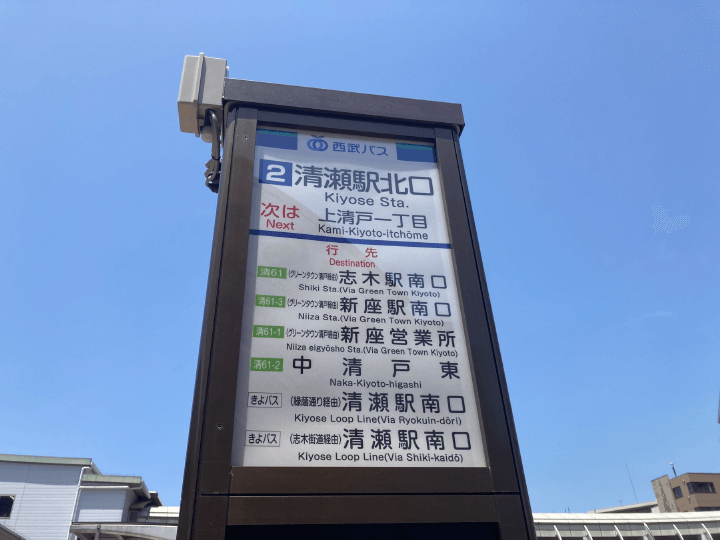 西武バス
2 清瀬駅北口
Kiyose Sta.
次は 上清戸一丁目
Next Kami-Kiyoto-itchōme
行先
Destination
清61 (グリーンタウン清戸経由) 志木駅南口
Shiki Sta.(Via Green Town Kiyoto)
清61-3 (グリーンタウン清戸経由) 新座駅南口
Niiza Sta.(Via Green Town Kiyoto)
清61-1 (グリーンタウン清戸経由) 新座営業所
Niiza eigyōsho Sta.(Via Green Town Kiyoto)
清61-2 中清戸東
Naka-Kiyoto-higashi
きよバス (緑蔭通り経由) 清瀬駅南口
Kiyose Loop Line(Via Ryokuin-dōri)
きよバス (志木街道経由) 清瀬駅南口
Kiyose Loop Line(Via Shiki-kaidō)